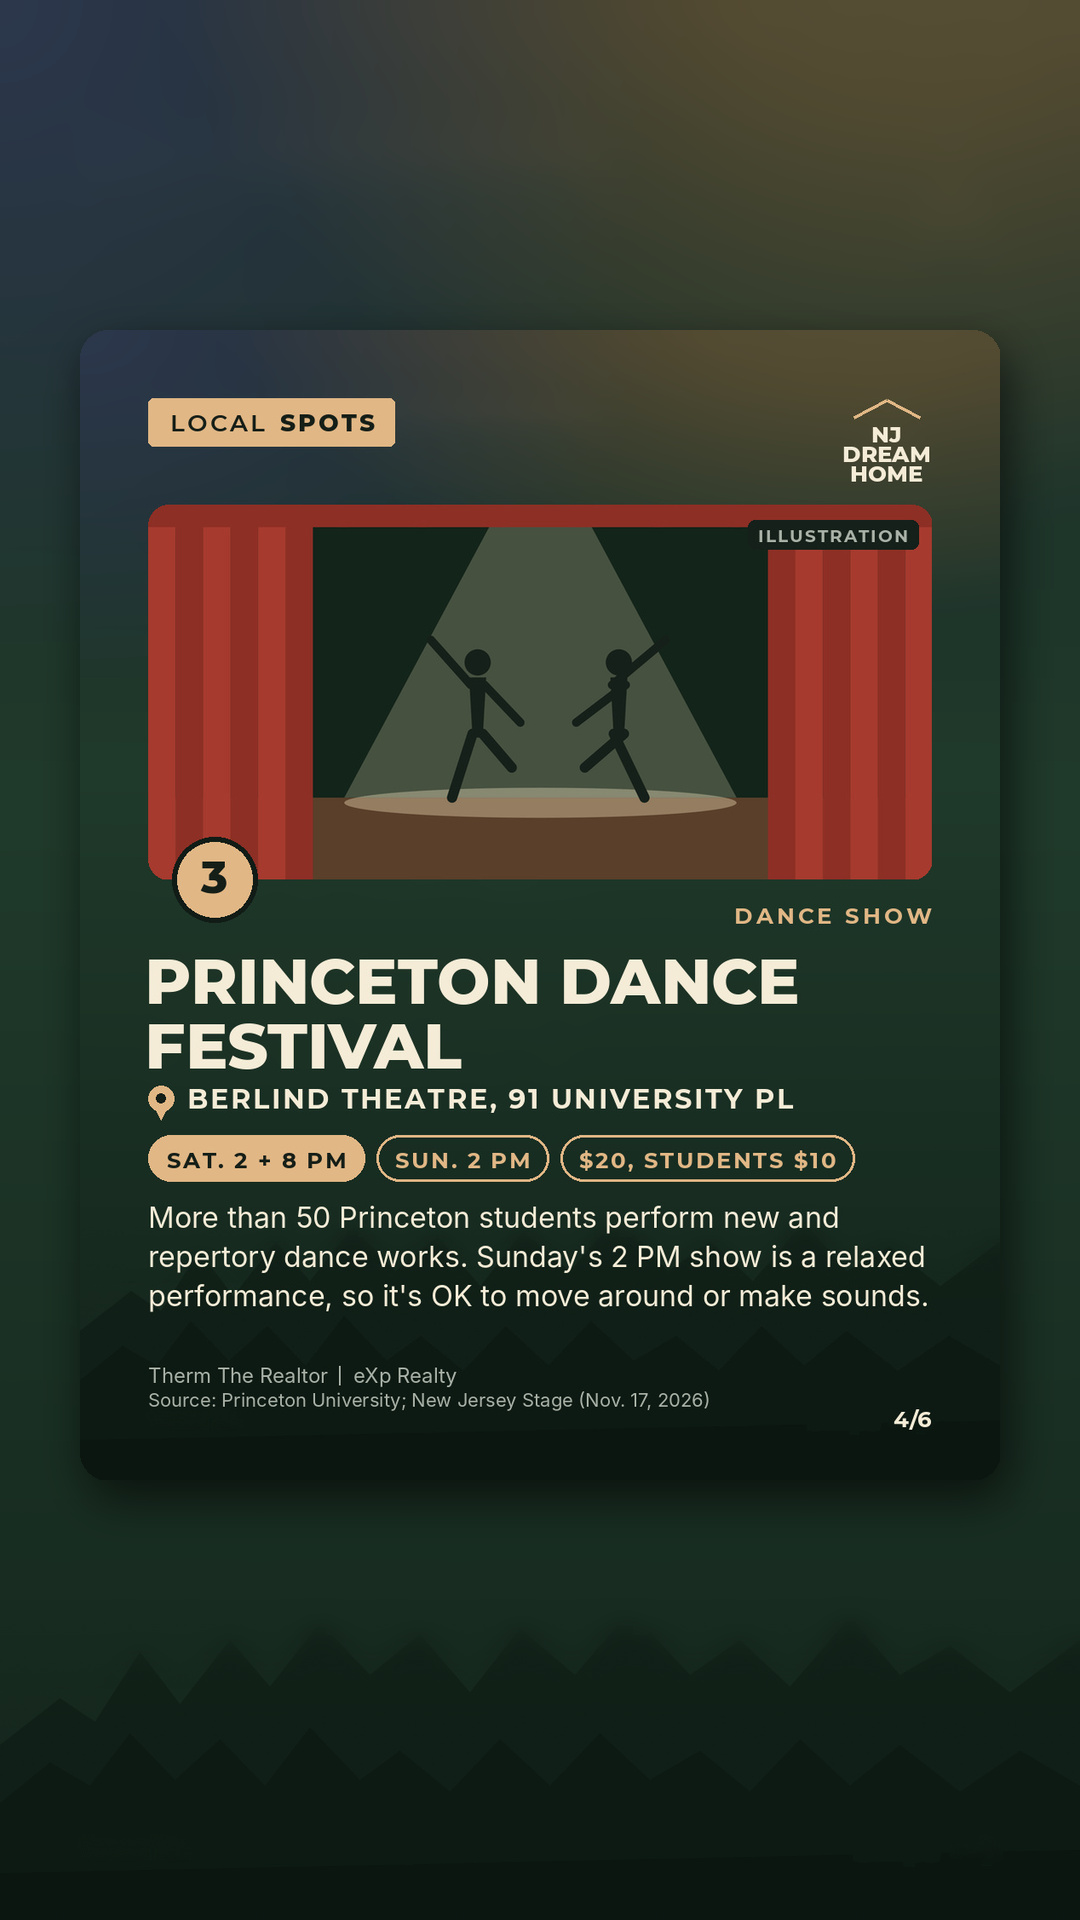 LOCAL SPOTS
NJ
DREAM
HOME
ILLUSTRATION
3
DANCE SHOW
PRINCETON DANCE
FESTIVAL
BERLIND THEATRE, 91 UNIVERSITY PL
SAT. 2 + 8 PM SUN. 2 PM $20, STUDENTS $10
More than 50 Princeton students perform new and
repertory dance works. Sunday's 2 PM show is a relaxed
performance, so it's OK to move around or make sounds.
Therm The Realtor | eXp Realty
Source: Princeton University; New Jersey Stage (Nov. 17, 2026)
4/6